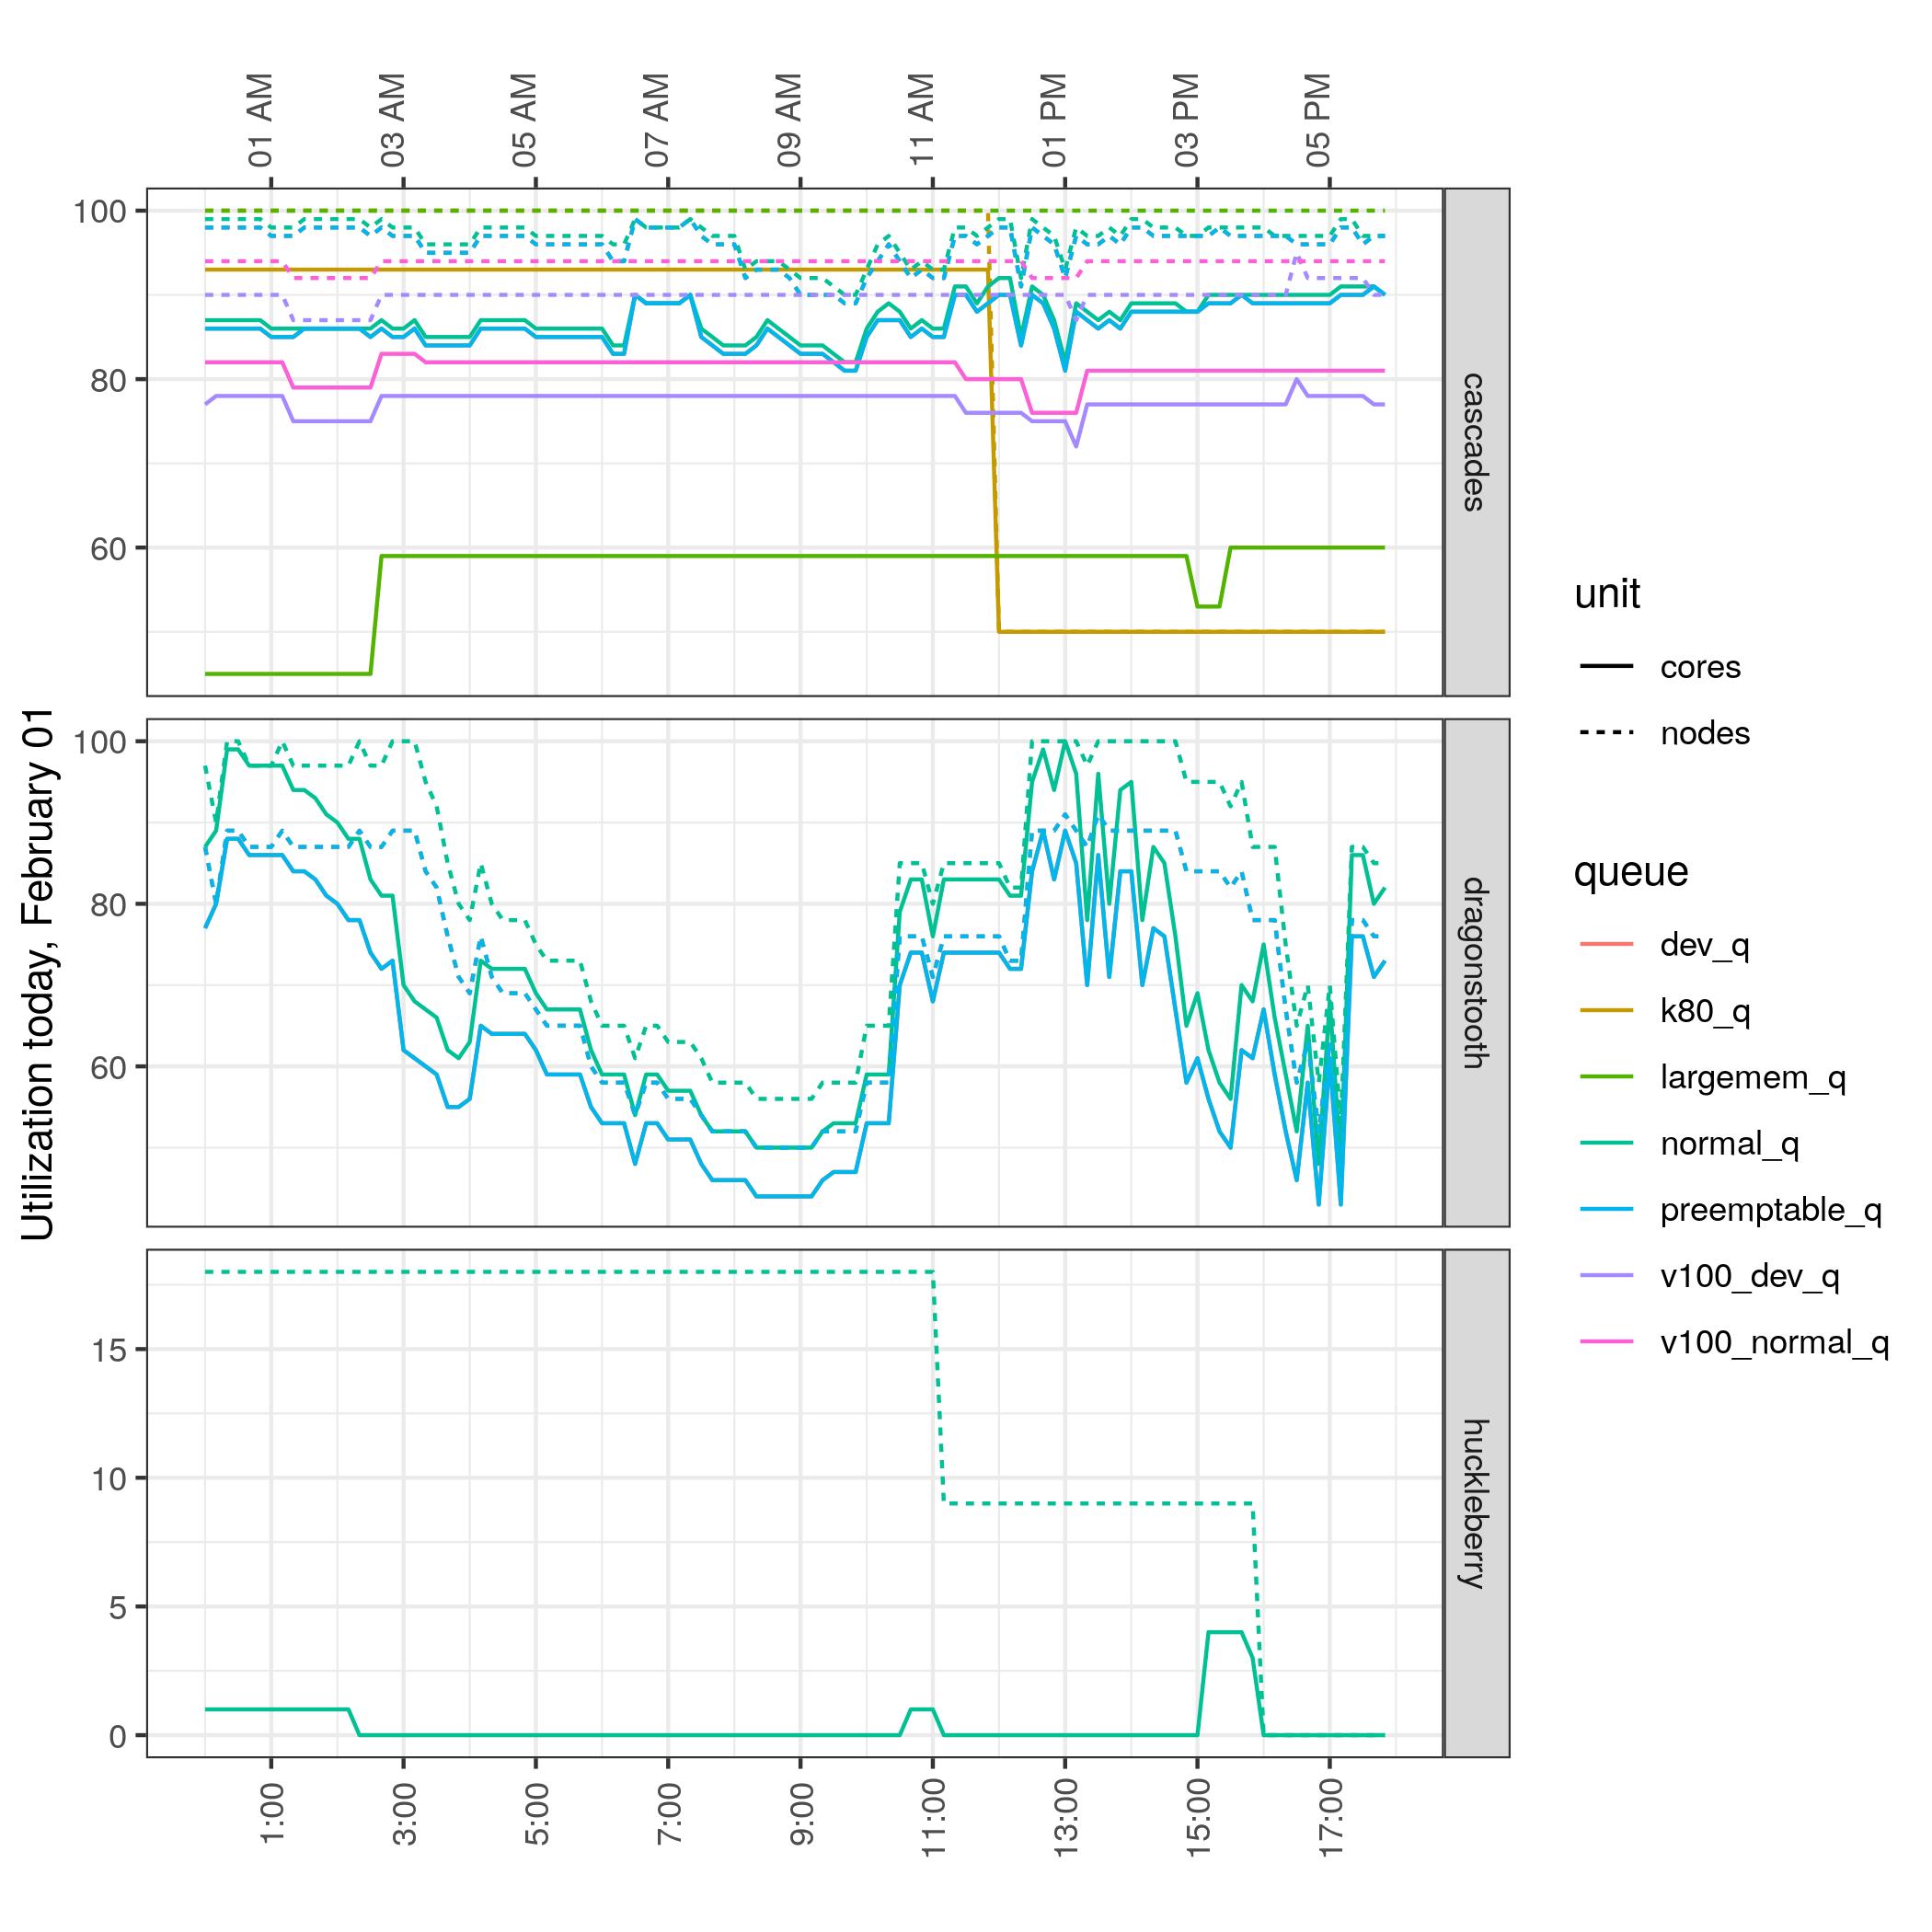 01 AM
03 AM
05 AM
07 AM
09 AM
11 AM
01 PM
03 PM
05 PM
100
80
60
cascades
Utilization today, February 01
100
80
60
dragonstooth
15
10
5
0
huckleberry
1:00
3:00
5:00
7:00
9:00
11:00
13:00
15:00
17:00
unit
cores
nodes
queue
dev_q
k80_q
largemem_q
normal_q
preemptable_q
v100_dev_q
v100_normal_q